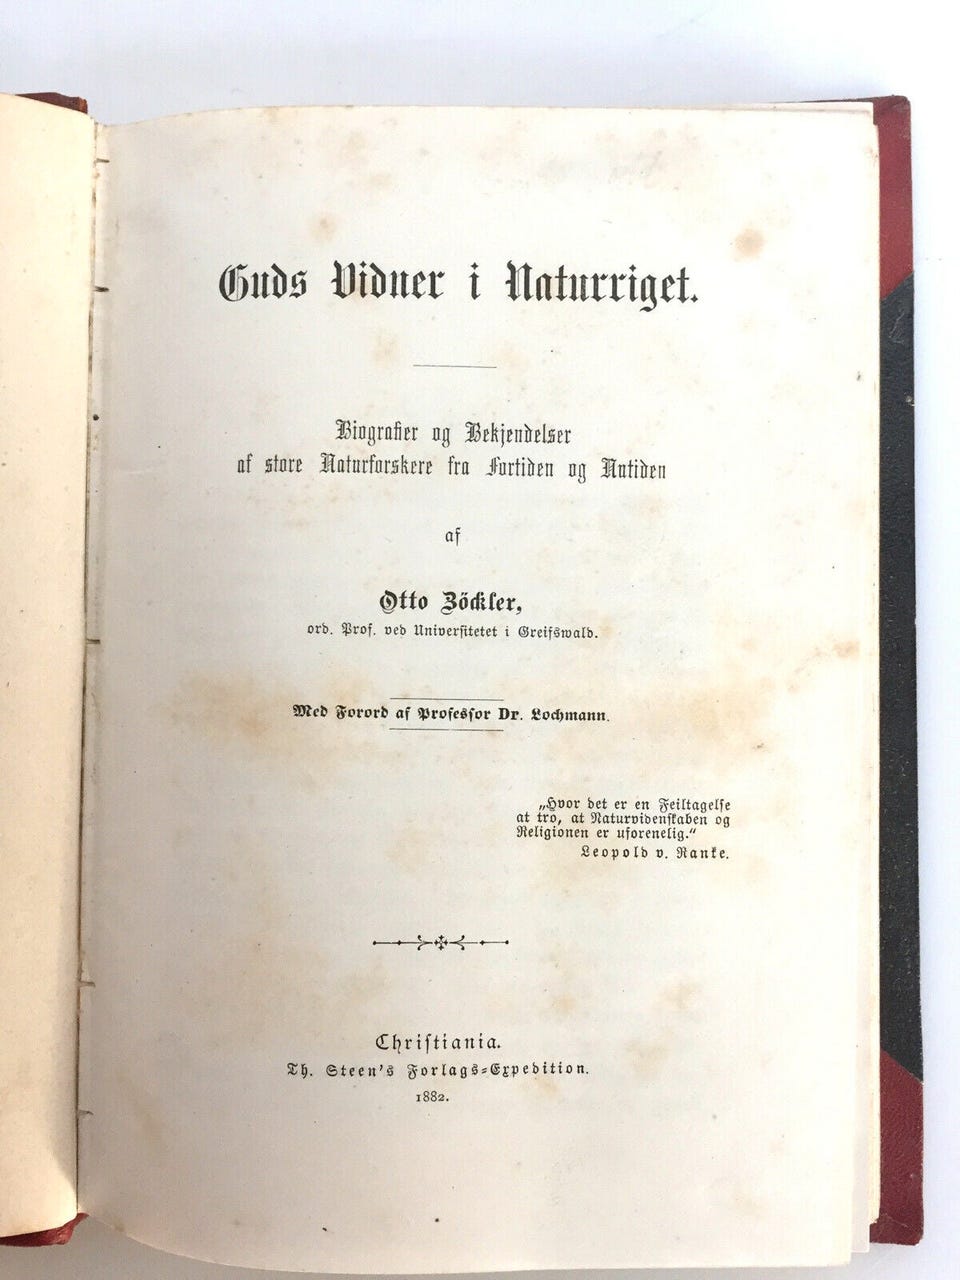 Guds Vidner i Naturriget.
Biografier og Bekjendelser
af store Naturforskere fra Fortiden og Nutiden
af
Otto Zöckler,
ord. Prof. ved Universitetet i Greifswald.
Med Forord af Professor Dr. Lochmann.
„Hvor det er en Feiltagelse
at tro, at Naturvidenskaben og
Religionen er uforenelig.“
Leopold v. Ranke.
Christiania.
Th. Steen's Forlags-Expedition.
1882.